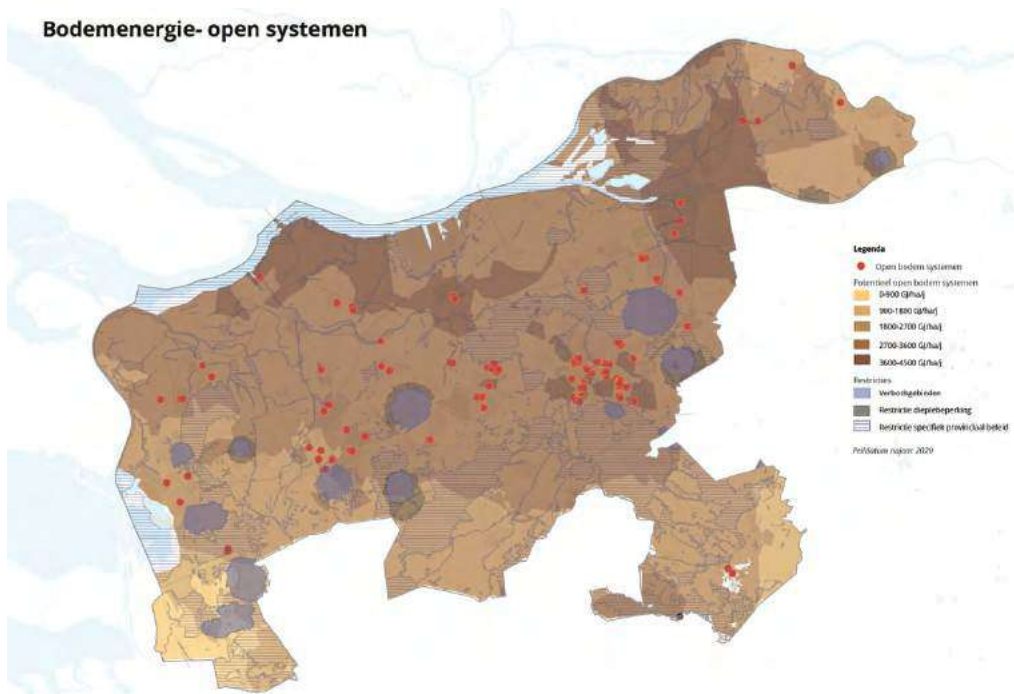 Bodemenergie- open systemen
Legenda
Open bodem systemen
Potentieel open bodem systemen
0-900 GJ/ha/j
900-1800 GJ/ha/j
1800-2700 GJ/ha/j
2700-3600 GJ/ha/j
3600-4500 GJ/ha/j
Restricties
Verbodsgebieden
Restrictie dieptebeperking
Restrictie specifiek provinciaal beleid
Peildatum najaar 2029